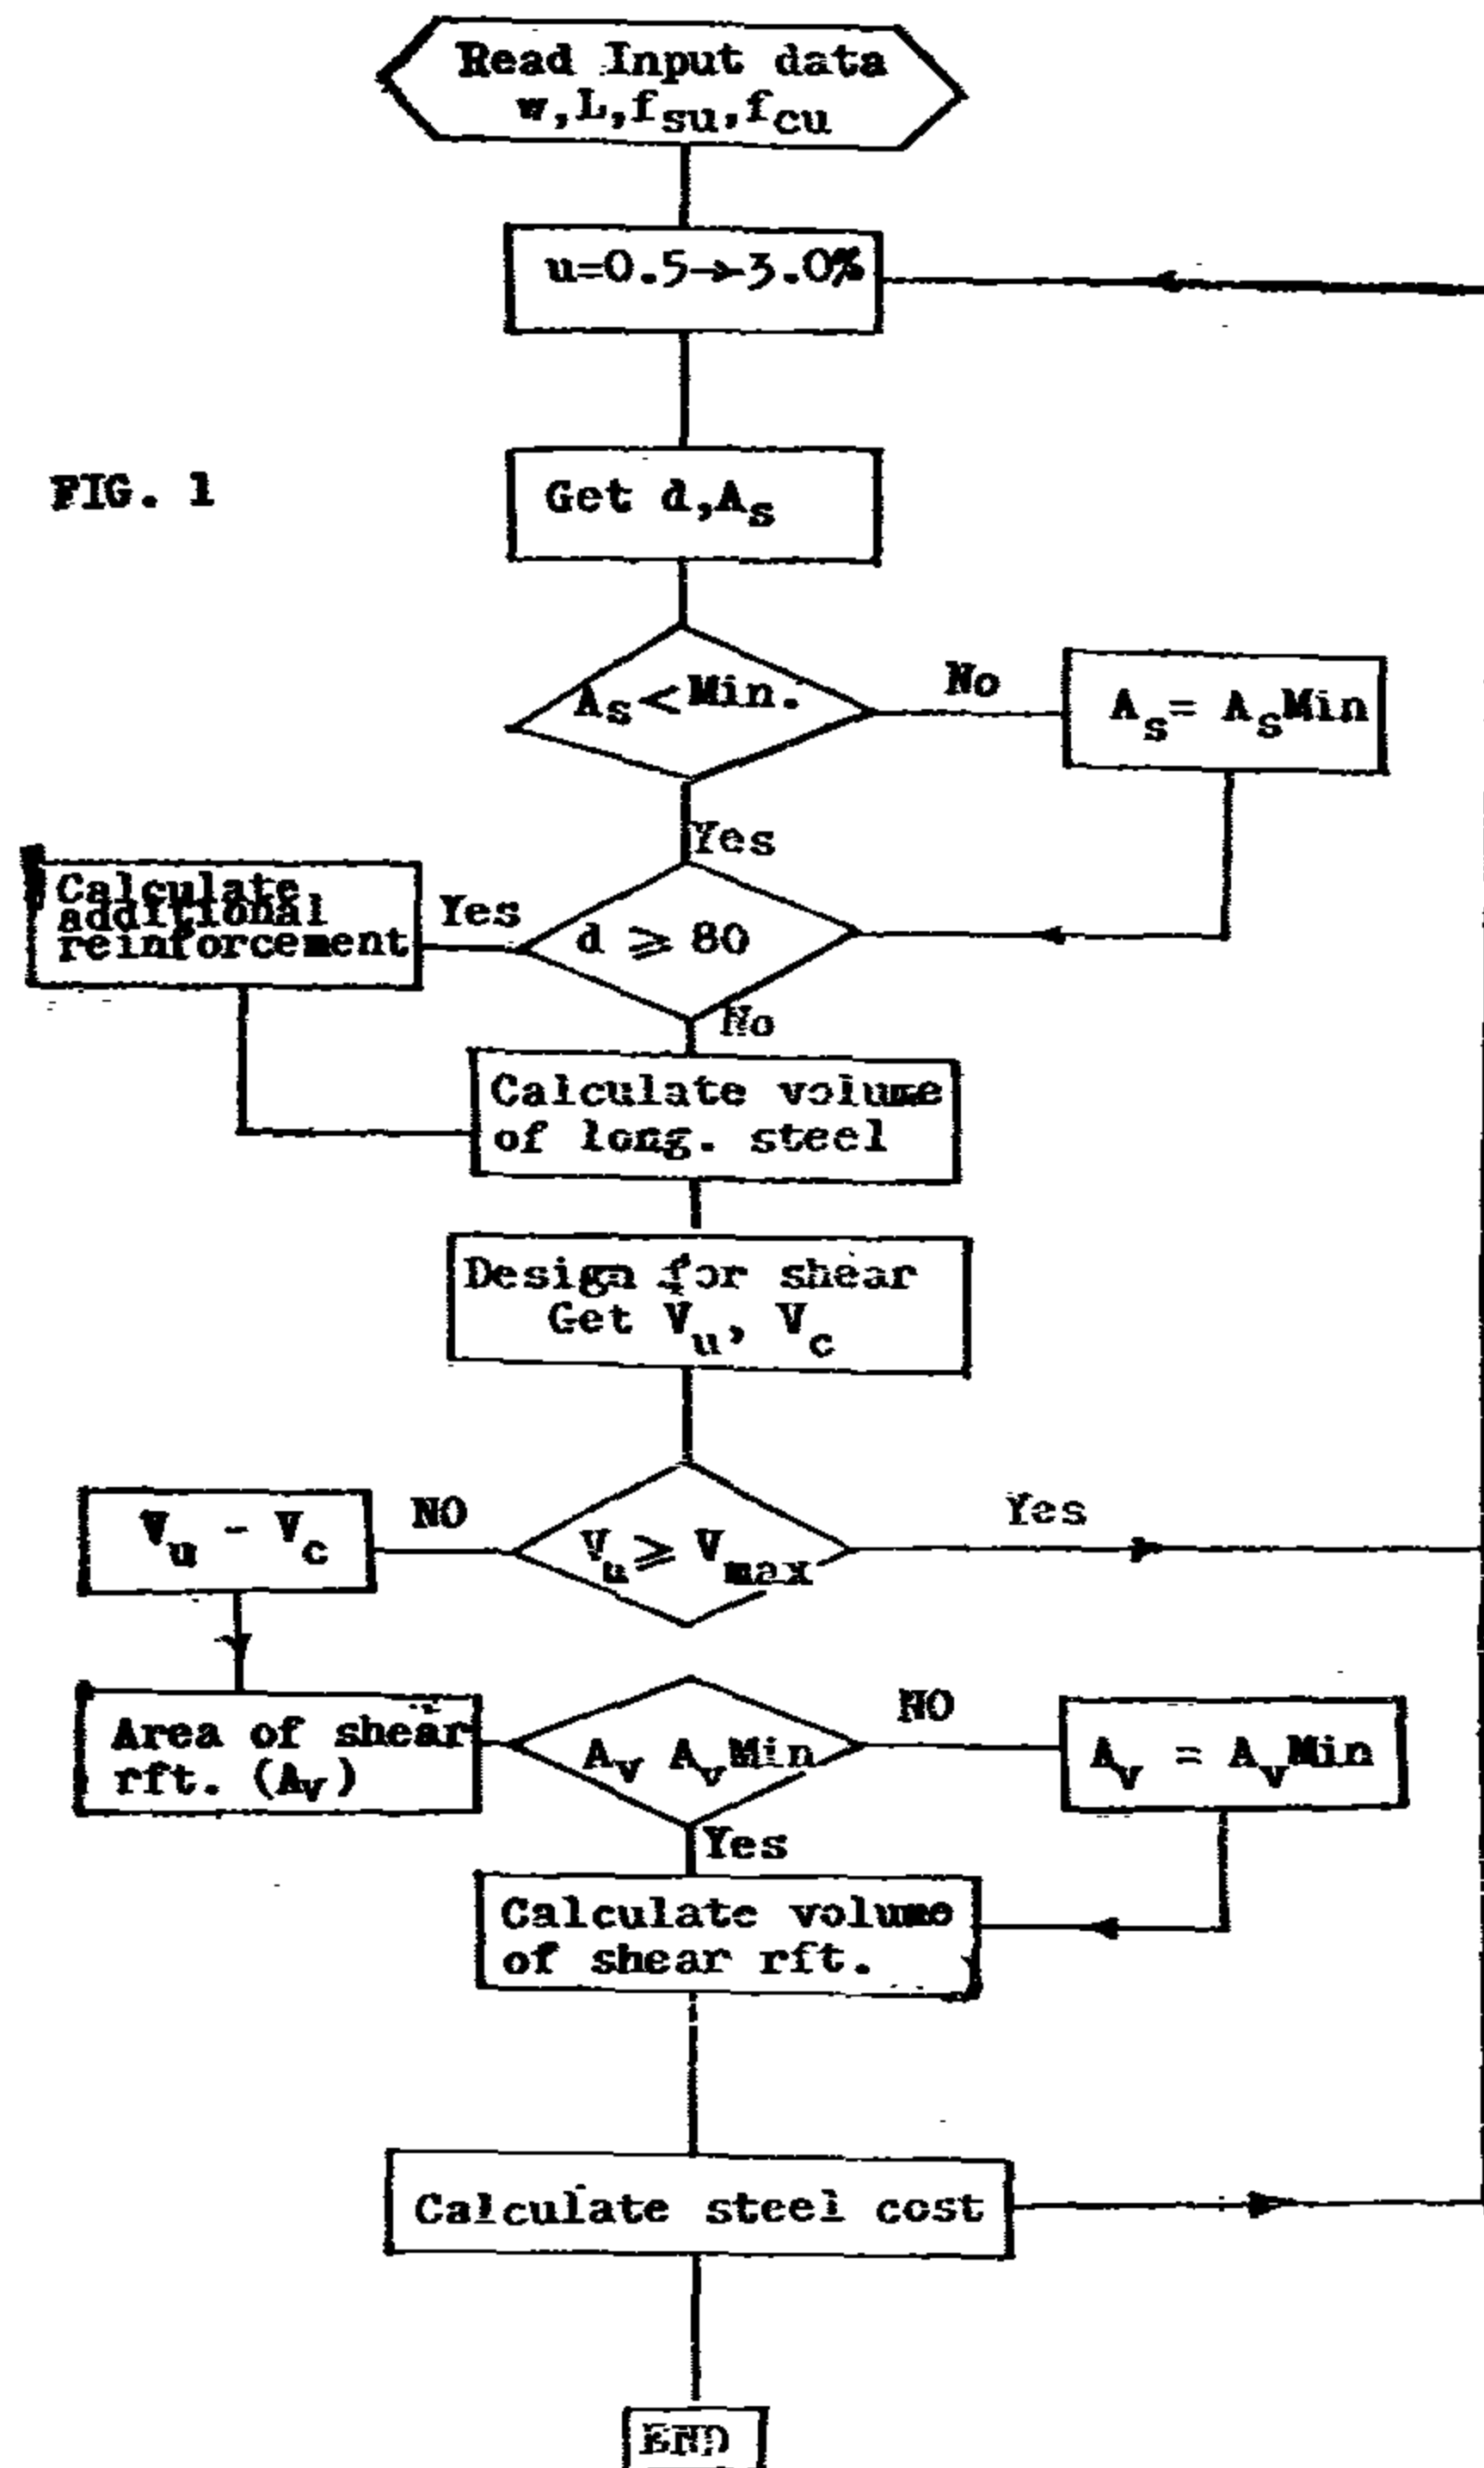 Read Input data
w,L,fsu,fcu
u=0.5→3.0%
FIG. 1
Get d,As
As < Min.
No
As= AsMin
Yes
Calculate
additional
reinforcement
Yes
d ⩾ 80
No
Calculate volume
of long. steel
Design for shear
Get Vu, Vc
Vu - Vc
NO
Vu ⩾ Vmax
Yes
Area of shear
rft. (Av)
Av AvMin
NO
Av = AvMin
Yes
Calculate volume
of shear rft.
Calculate steel cost
END